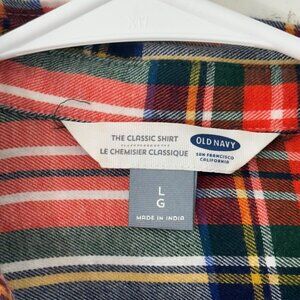 THE CLASSIC SHIRT
LE CHEMISIER CLASSIQUE
OLD NAVY
SAN FRANCISCO
CALIFORNIA
L
G
MADE IN INDIA